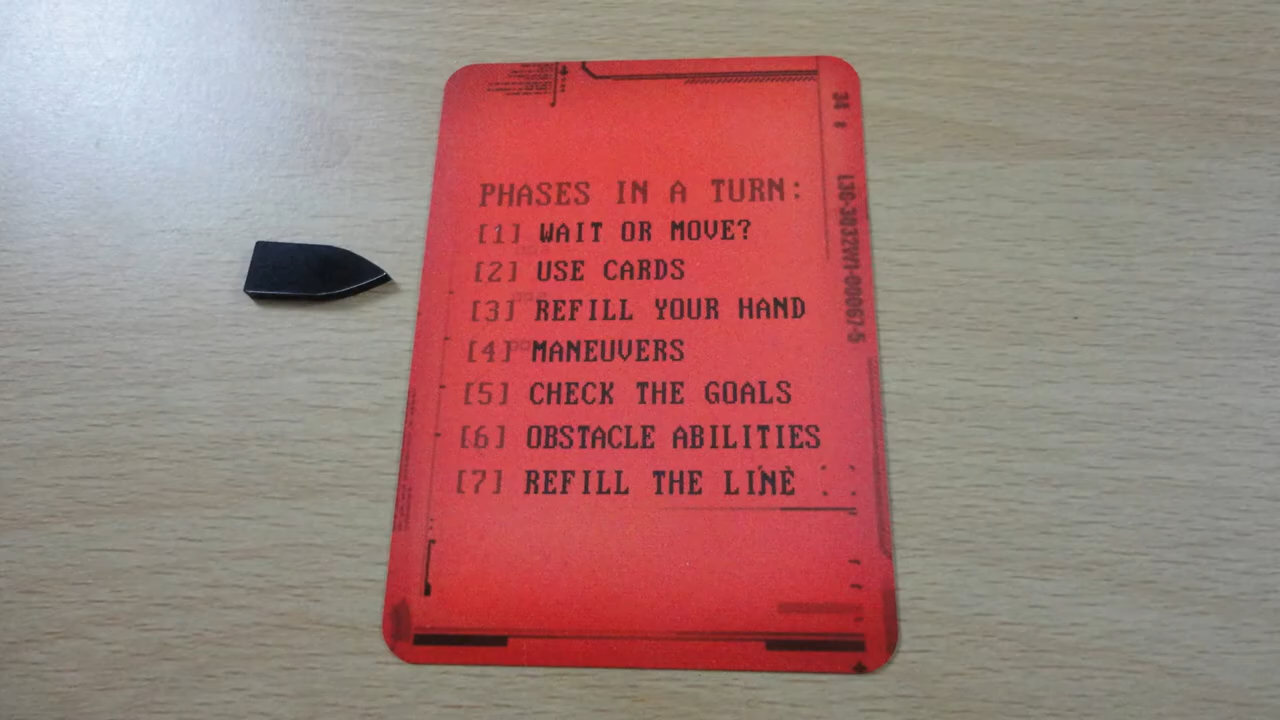 PHASES IN A TURN:
[1] WAIT OR MOVE?
[2] USE CARDS
[3] REFILL YOUR HAND
[4] MANEUVERS
[5] CHECK THE GOALS
[6] OBSTACLE ABILITIES
[7] REFILL THE LINE